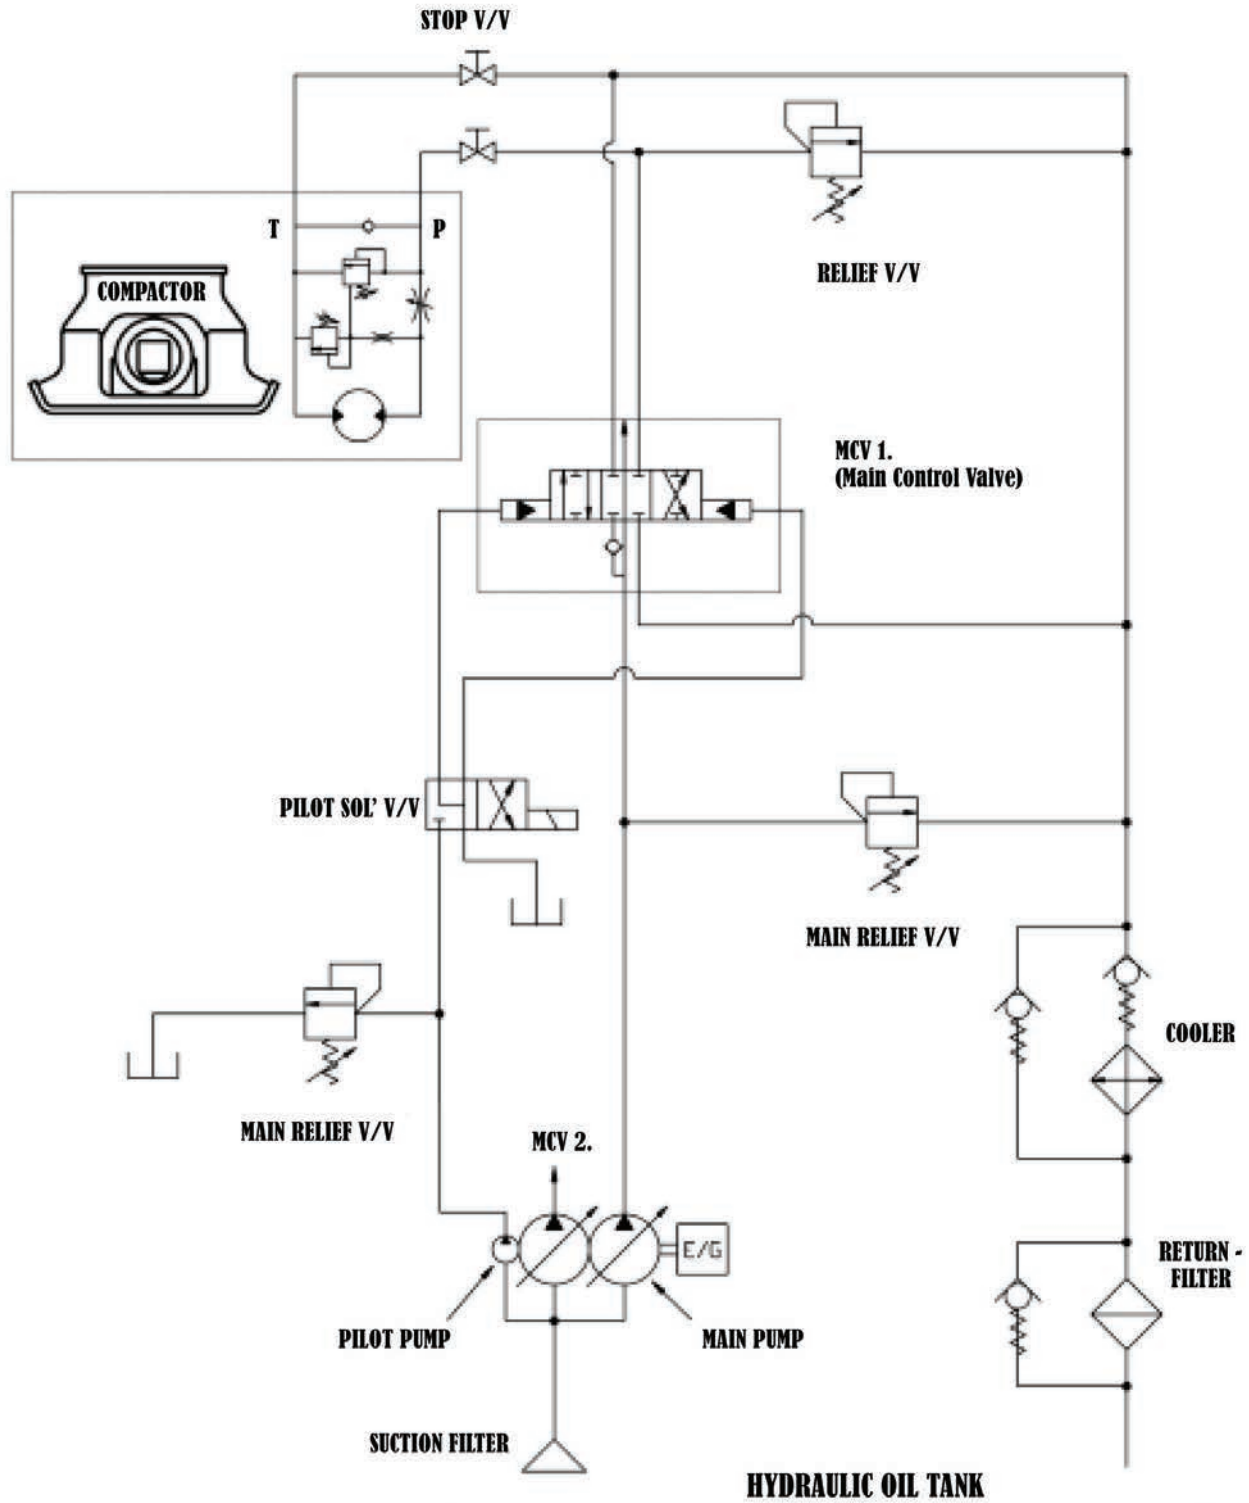 STOP V/V
T
P
COMPACTOR
RELIEF V/V
MCV 1.
(Main Control Valve)
PILOT SOL' V/V
MAIN RELIEF V/V
COOLER
MAIN RELIEF V/V
MCV 2.
E/G
RETURN -
FILTER
PILOT PUMP
MAIN PUMP
SUCTION FILTER
HYDRAULIC OIL TANK